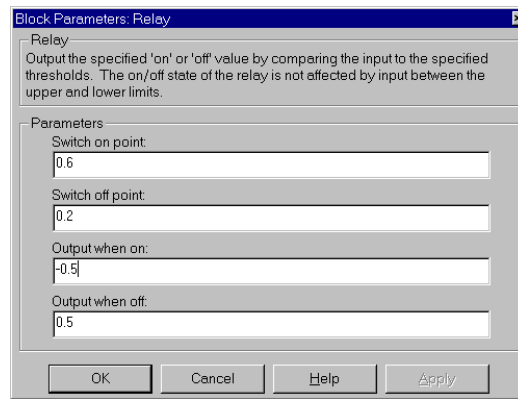 Block Parameters: Relay
Relay
Output the specified 'on' or 'off' value by comparing the input to the specified
thresholds. The on/off state of the relay is not affected by input between the
upper and lower limits.
Parameters
Switch on point:
0.6
Switch off point:
0.2
Output when on:
-0.5
Output when off:
0.5
OK Cancel Help Apply